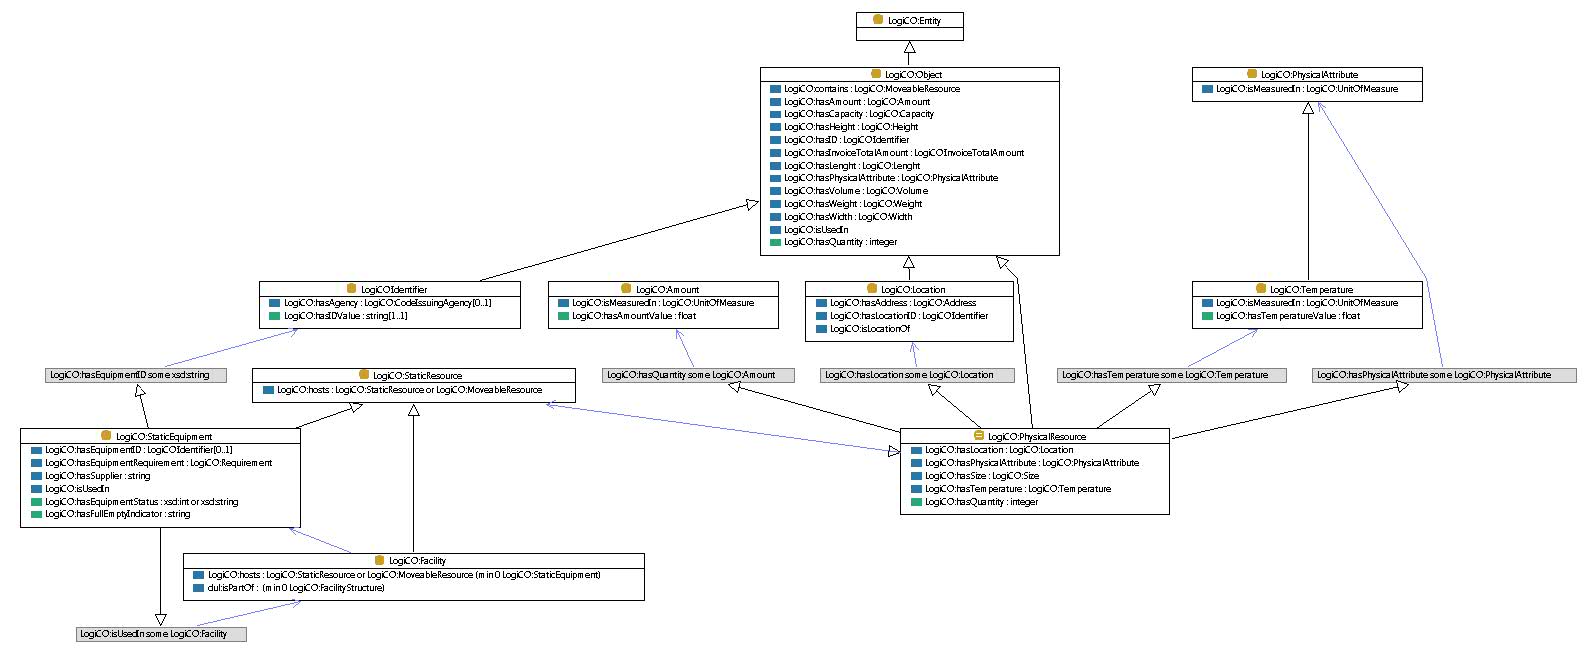 LogiCO:Entity
LogiCO:Object
LogiCO:contains : LogiCO:MoveableResource
LogiCO:hasAmount : LogiCO:Amount
LogiCO:hasCapacity : LogiCO:Capacity
LogiCO:hasHeight : LogiCO:Height
LogiCO:hasID : LogiCOIdentifier
LogiCO:hasInvoiceTotalAmount : LogiCOInvoiceTotalAmount
LogiCO:hasLenght : LogiCO:Lenght
LogiCO:hasPhysicalAttribute : LogiCO:PhysicalAttribute
LogiCO:hasVolume : LogiCO:Volume
LogiCO:hasWeight : LogiCO:Weight
LogiCO:hasWidth : LogiCO:Width
LogiCO:isUsedIn
LogiCO:hasQuantity : integer
LogiCO:PhysicalAttribute
LogiCO:isMeasuredIn : LogiCO:UnitOfMeasure
LogiCOIdentifier
LogiCO:hasAgency : LogiCO:CodeIssuingAgency[0..1]
LogiCO:hasIDValue : string[1..1]
LogiCO:Amount
LogiCO:isMeasuredIn : LogiCO:UnitOfMeasure
LogiCO:hasAmountValue : float
LogiCO:Location
LogiCO:hasAddress : LogiCO:Address
LogiCO:hasLocationID : LogiCOIdentifier
LogiCO:isLocationOf
LogiCO:Temperature
LogiCO:isMeasuredIn : LogiCO:UnitOfMeasure
LogiCO:hasTemperatureValue : float
LogiCO:hasEquipmentID some xsd:string
LogiCO:StaticResource
LogiCO:hosts : LogiCO:StaticResource or LogiCO:MoveableResource
LogiCO:hasQuantity some LogiCO:Amount
LogiCO:hasLocation some LogiCO:Location
LogiCO:hasTemperature some LogiCO:Temperature
LogiCO:hasPhysicalAttribute some LogiCO:PhysicalAttribute
LogiCO:StaticEquipment
LogiCO:hasEquipmentID : LogiCOIdentifier[0..1]
LogiCO:hasEquipmentRequirement : LogiCO:Requirement
LogiCO:hasSupplier : string
LogiCO:isUsedIn
LogiCO:hasEquipmentStatus : xsd:int or xsd:string
LogiCO:hasFullEmptyIndicator : string
LogiCO:PhysicalResource
LogiCO:hasLocation : LogiCO:Location
LogiCO:hasPhysicalAttribute : LogiCO:PhysicalAttribute
LogiCO:hasSize : LogiCO:Size
LogiCO:hasTemperature : LogiCO:Temperature
LogiCO:hasQuantity : integer
LogiCO:Facility
LogiCO:hosts : LogiCO:StaticResource or LogiCO:MoveableResource (min 0 LogiCO:StaticEquipment)
dul:isPartOf : (min 0 LogiCO:FacilityStructure)
LogiCO:isUsedIn some LogiCO:Facility